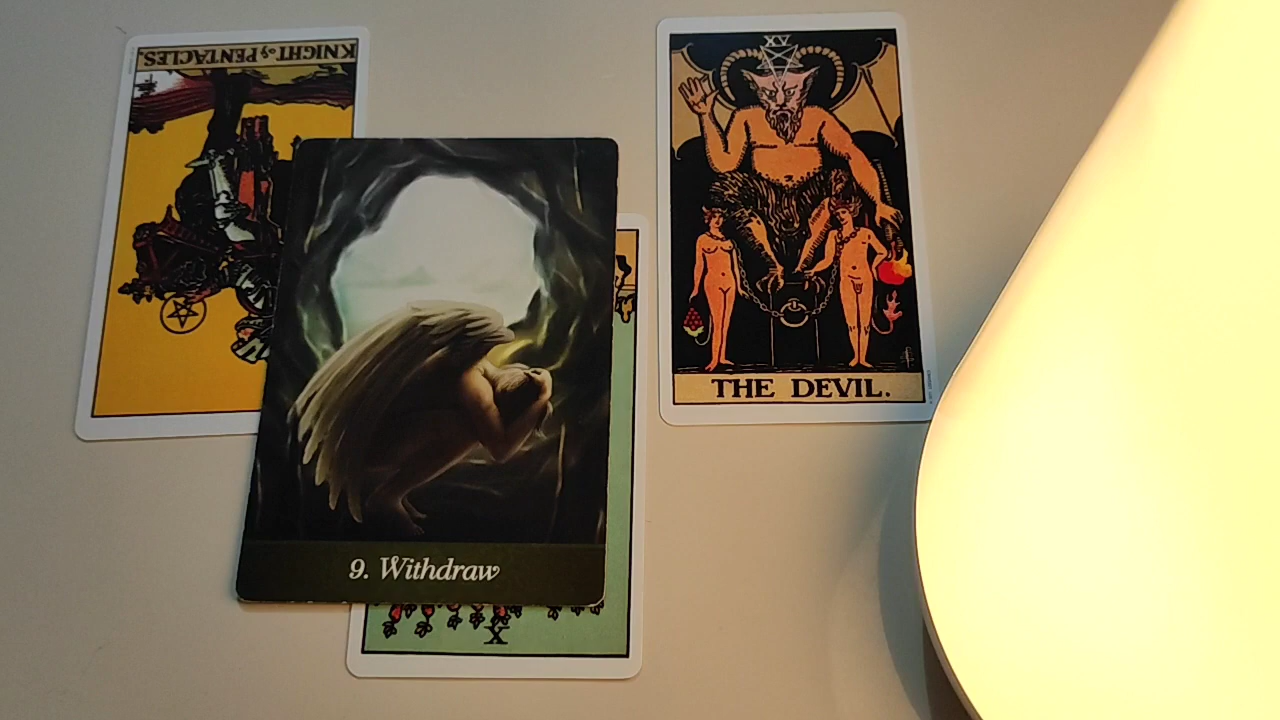 KNIGHT of PENTACLES.
XV
THE DEVIL.
9. Withdraw
X